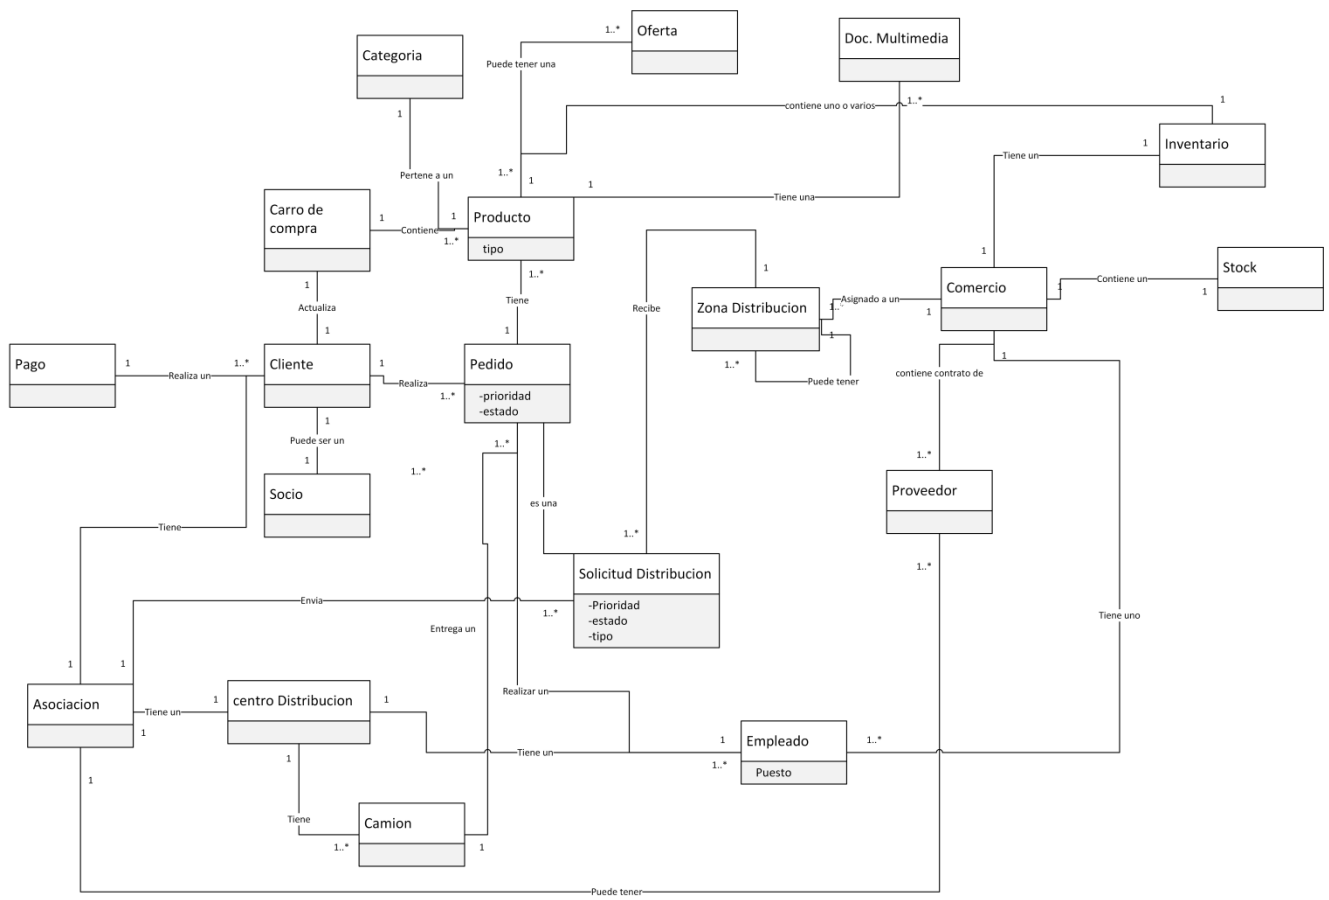 1..*
Oferta
Doc. Multimedia
Categoria
Puede tener una
1
contiene uno o varios
1..*
1
1
Tiene un
Inventario
1..*
1
1
Pertene a un
Tiene una
Carro de
compra
1
Contiene
1
1..*
Producto
tipo
1
1
Stock
1
1..*
Comercio
1
Contiene un
1
Actualiza
Tiene
Recibe
Zona Distribucion
1..*
Asignado a un
1
1
1
1
1
1..*
Puede tener
Pago
1
Realiza un
1..*
Cliente
1
Realiza
1..*
Pedido
-prioridad
-estado
contiene contrato de
1
Puede ser un
1
1..*
1..*
1..*
Socio
Proveedor
es una
Tiene
1..*
1..*
Solicitud Distribucion
-Prioridad
-estado
-tipo
Envia
1..*
Entrega un
Tiene uno
1
1
Asociacion
1
Tiene un
1
centro Distribucion
1
Realizar un
1
Tiene un
1
1..*
Empleado
Puesto
1..*
1
Tiene
1..*
Camion
1
Puede tener